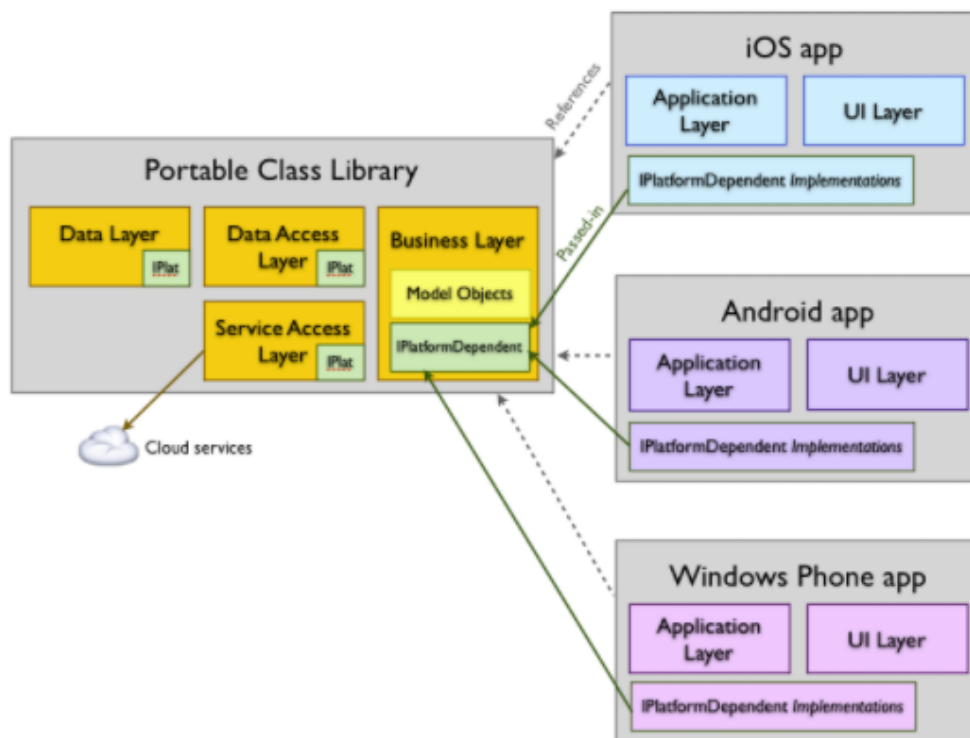 iOS app
References
Application
Layer
UI Layer
IPlatformDependent Implementations
Portable Class Library
Passed-in
Data Layer
IPlat
Data Access
Layer
IPlat
Business Layer
Model Objects
Service Access
Layer
IPlat
IPlatformDependent
Cloud services
Android app
Application
Layer
UI Layer
IPlatformDependent Implementations
Windows Phone app
Application
Layer
UI Layer
IPlatformDependent Implementations